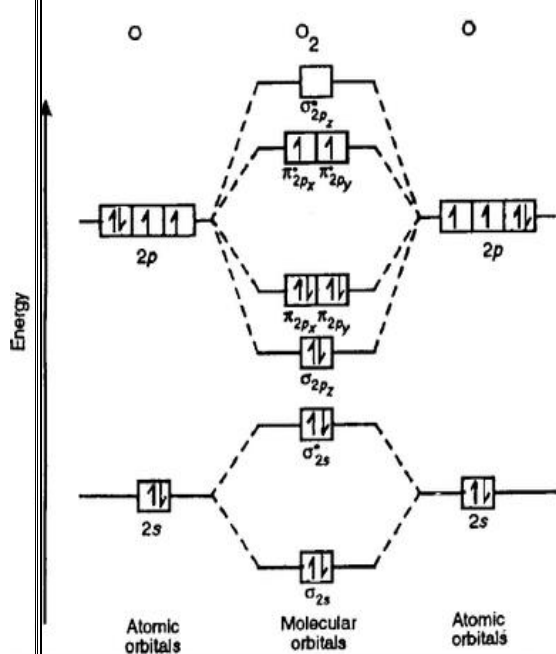 O O₂ O
σ*2pz
π*2px π*2py
2p 2p
π2px π2py
σ2pz
Energy
σ*2s
2s 2s
σ2s
Atomic orbitals Molecular orbitals Atomic orbitals